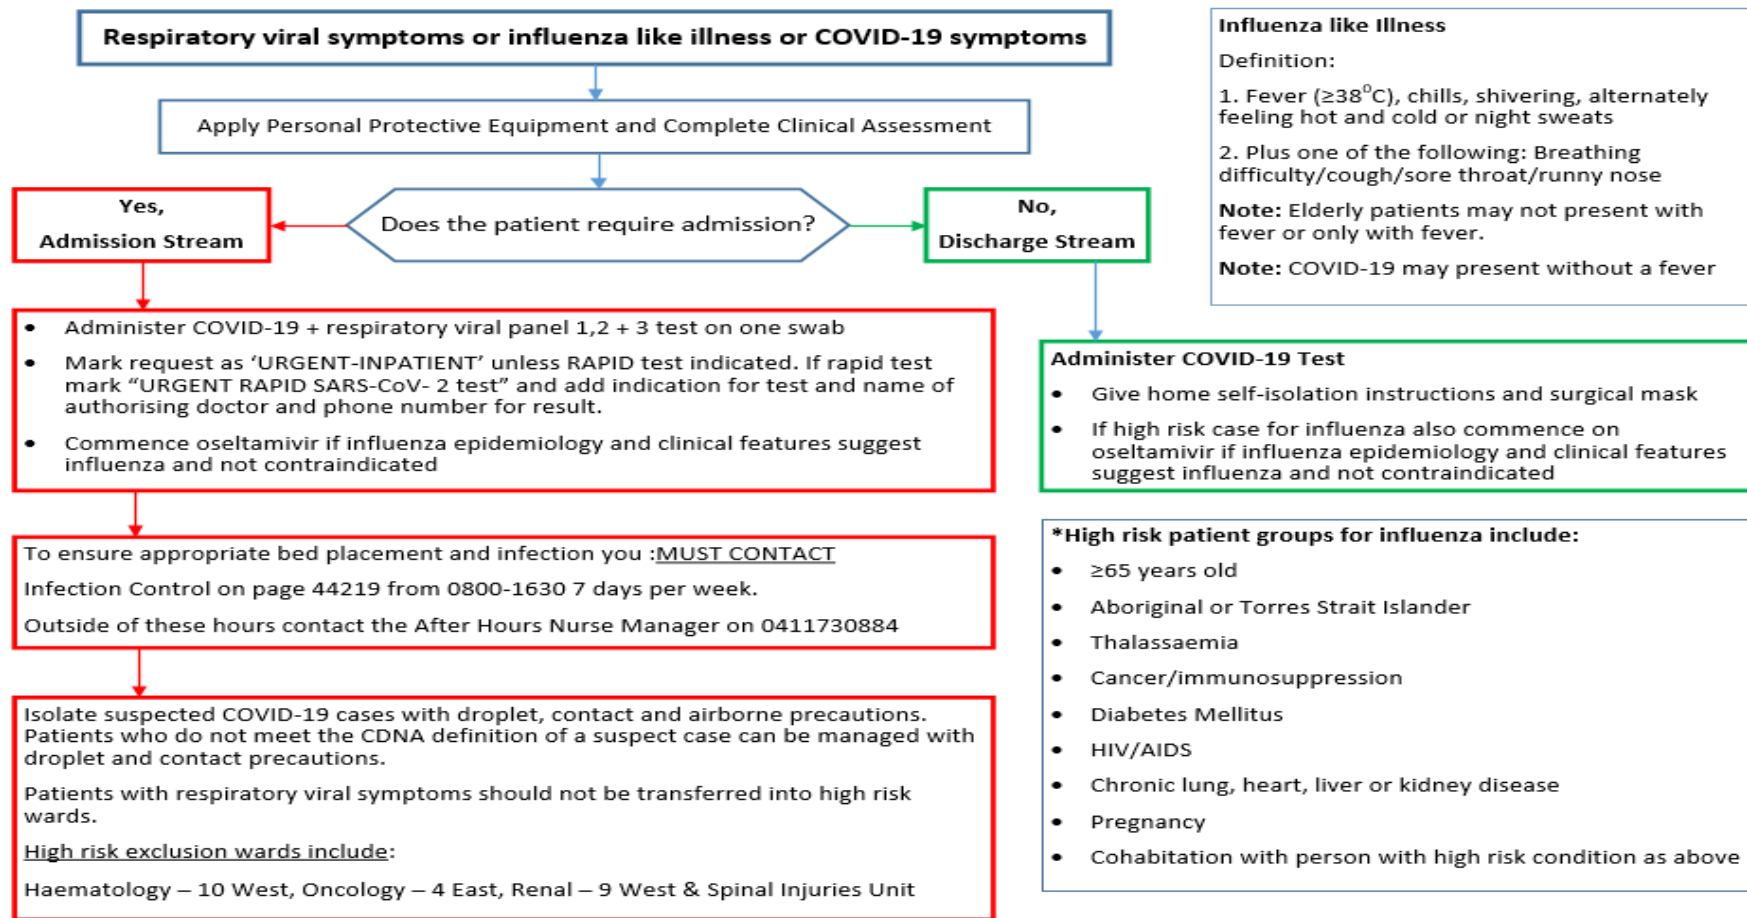 Respiratory viral symptoms or influenza like illness or COVID-19 symptoms
Apply Personal Protective Equipment and Complete Clinical Assessment
Does the patient require admission?
Yes,
Admission Stream
No,
Discharge Stream
Influenza like Illness
Definition:
1. Fever (≥38⁰C), chills, shivering, alternately
feeling hot and cold or night sweats
2. Plus one of the following: Breathing
difficulty/cough/sore throat/runny nose
Note: Elderly patients may not present with
fever or only with fever.
Note: COVID-19 may present without a fever
• Administer COVID-19 + respiratory viral panel 1,2 + 3 test on one swab
• Mark request as ‘URGENT-INPATIENT’ unless RAPID test indicated. If rapid test
mark “URGENT RAPID SARS-CoV- 2 test” and add indication for test and name of
authorising doctor and phone number for result.
• Commence oseltamivir if influenza epidemiology and clinical features suggest
influenza and not contraindicated
Administer COVID-19 Test
• Give home self-isolation instructions and surgical mask
• If high risk case for influenza also commence on
oseltamivir if influenza epidemiology and clinical features
suggest influenza and not contraindicated
To ensure appropriate bed placement and infection you :MUST CONTACT
Infection Control on page 44219 from 0800-1630 7 days per week.
Outside of these hours contact the After Hours Nurse Manager on 0411730884
Isolate suspected COVID-19 cases with droplet, contact and airborne precautions.
Patients who do not meet the CDNA definition of a suspect case can be managed with
droplet and contact precautions.
Patients with respiratory viral symptoms should not be transferred into high risk
wards.
High risk exclusion wards include:
Haematology – 10 West, Oncology – 4 East, Renal – 9 West & Spinal Injuries Unit
*High risk patient groups for influenza include:
• ≥65 years old
• Aboriginal or Torres Strait Islander
• Thalassaemia
• Cancer/immunosuppression
• Diabetes Mellitus
• HIV/AIDS
• Chronic lung, heart, liver or kidney disease
• Pregnancy
• Cohabitation with person with high risk condition as above